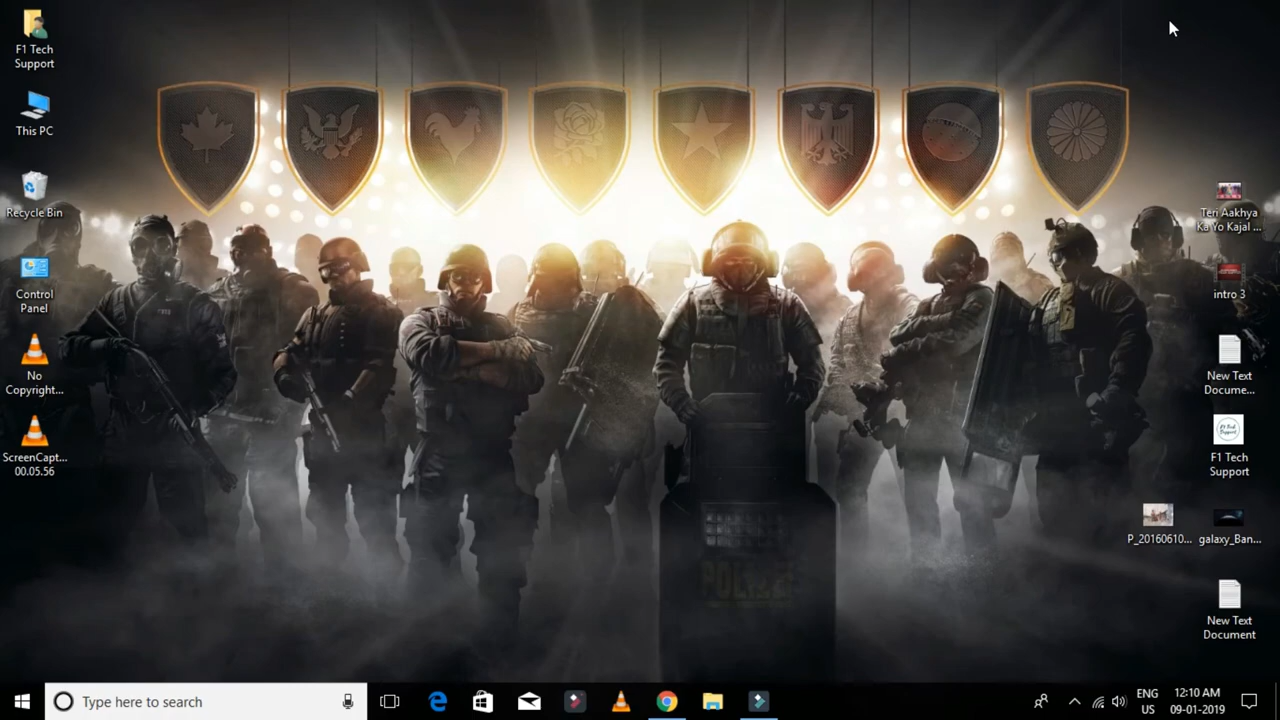 F1 Tech
Support
This PC
Recycle Bin
Control
Panel
No
Copyright...
ScreenCapt...
00.05.56
Teri Aakhya
Ka Yo Kajal ...
intro 3
New Text
Docume...
F1 Tech
Support
P_20160610...
galaxy_Ban...
New Text
Document
POLICE
Type here to search
ENG
US
12:10 AM
09-01-2019